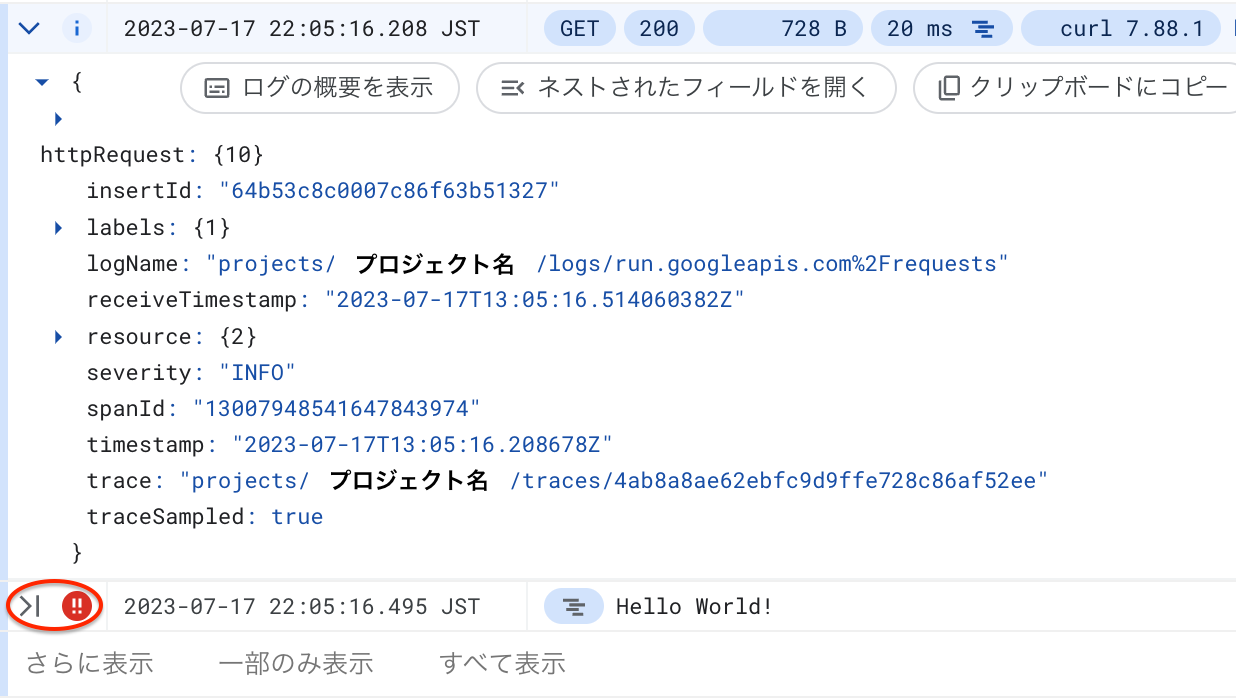 2023-07-17 22:05:16.208 JST GET 200 728 B 20 ms curl 7.88.1
{ ログの概要を表示 ネストされたフィールドを開く クリップボードにコピー
httpRequest: {10}
insertId: "64b53c8c0007c86f63b51327"
labels: {1}
logName: "projects/ プロジェクト名 /logs/run.googleapis.com%2Frequests"
receiveTimestamp: "2023-07-17T13:05:16.514060382Z"
resource: {2}
severity: "INFO"
spanId: "13007948541647843974"
timestamp: "2023-07-17T13:05:16.208678Z"
trace: "projects/ プロジェクト名 /traces/4ab8a8ae62ebfc9d9ffe728c86af52ee"
traceSampled: true
}
!! 2023-07-17 22:05:16.495 JST Hello World!
さらに表示 一部のみ表示 すべて表示